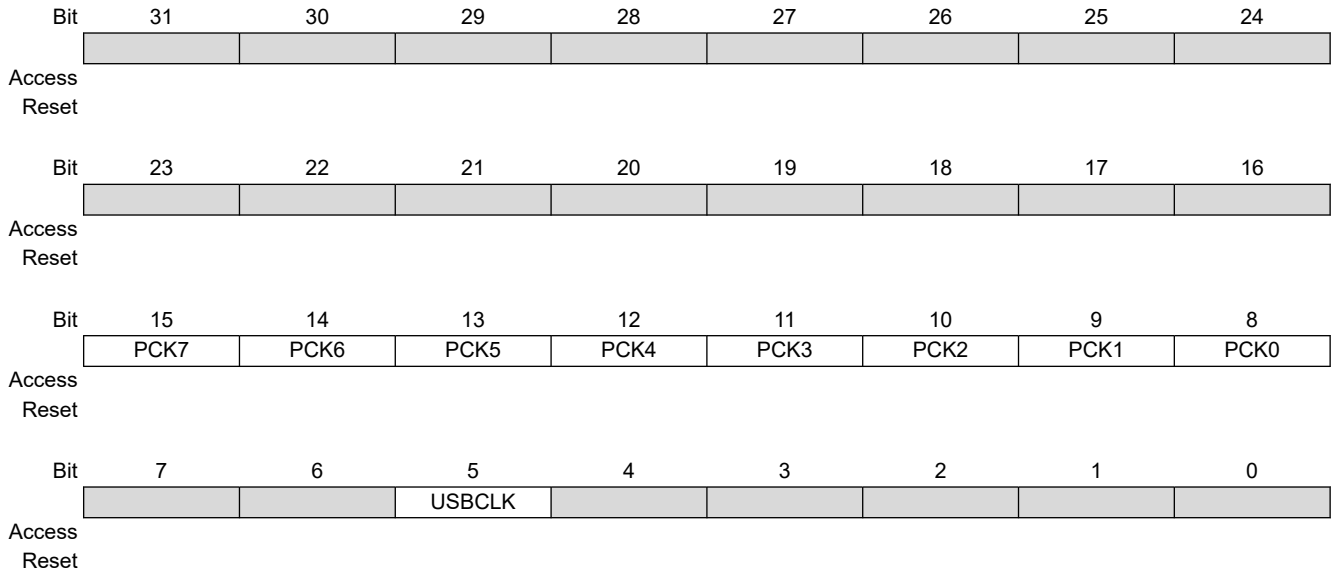 Bit 31 30 29 28 27 26 25 24
Access
Reset
Bit 23 22 21 20 19 18 17 16
Access
Reset
Bit 15 14 13 12 11 10 9 8
PCK7 PCK6 PCK5 PCK4 PCK3 PCK2 PCK1 PCK0
Access
Reset
Bit 7 6 5 4 3 2 1 0
USBCLK
Access
Reset